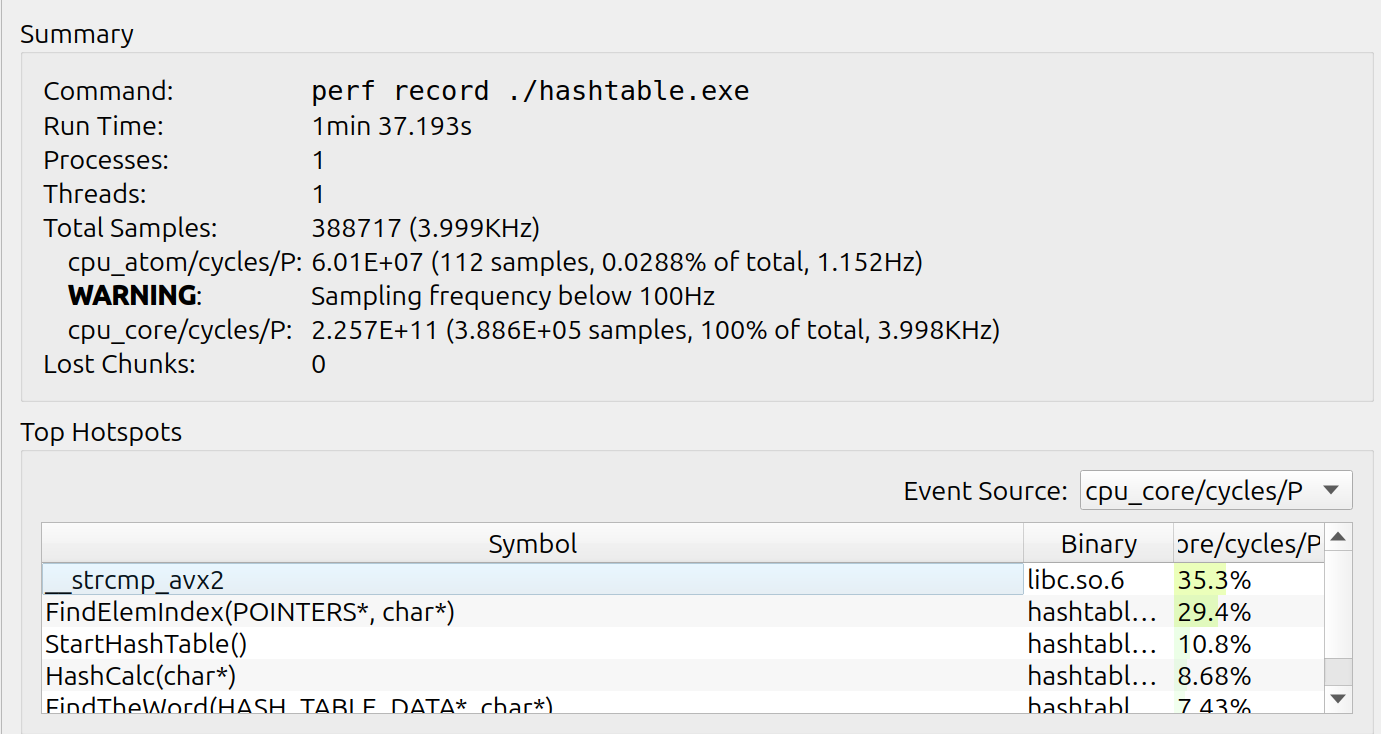 Summary
Command: perf record ./hashtable.exe
Run Time: 1min 37.193s
Processes: 1
Threads: 1
Total Samples: 388717 (3.999KHz)
cpu_atom/cycles/P: 6.01E+07 (112 samples, 0.0288% of total, 1.152Hz)
WARNING: Sampling frequency below 100Hz
cpu_core/cycles/P: 2.257E+11 (3.886E+05 samples, 100% of total, 3.998KHz)
Lost Chunks: 0
Top Hotspots
Event Source: cpu_core/cycles/P
Symbol Binary ore/cycles/P
__strcmp_avx2 libc.so.6 35.3%
FindElemIndex(POINTERS*, char*) hashtabl... 29.4%
StartHashTable() hashtabl... 10.8%
HashCalc(char*) hashtabl... 8.68%
FindTheWord(HASH_TABLE_DATA*, char*) hashtabl 7.43%